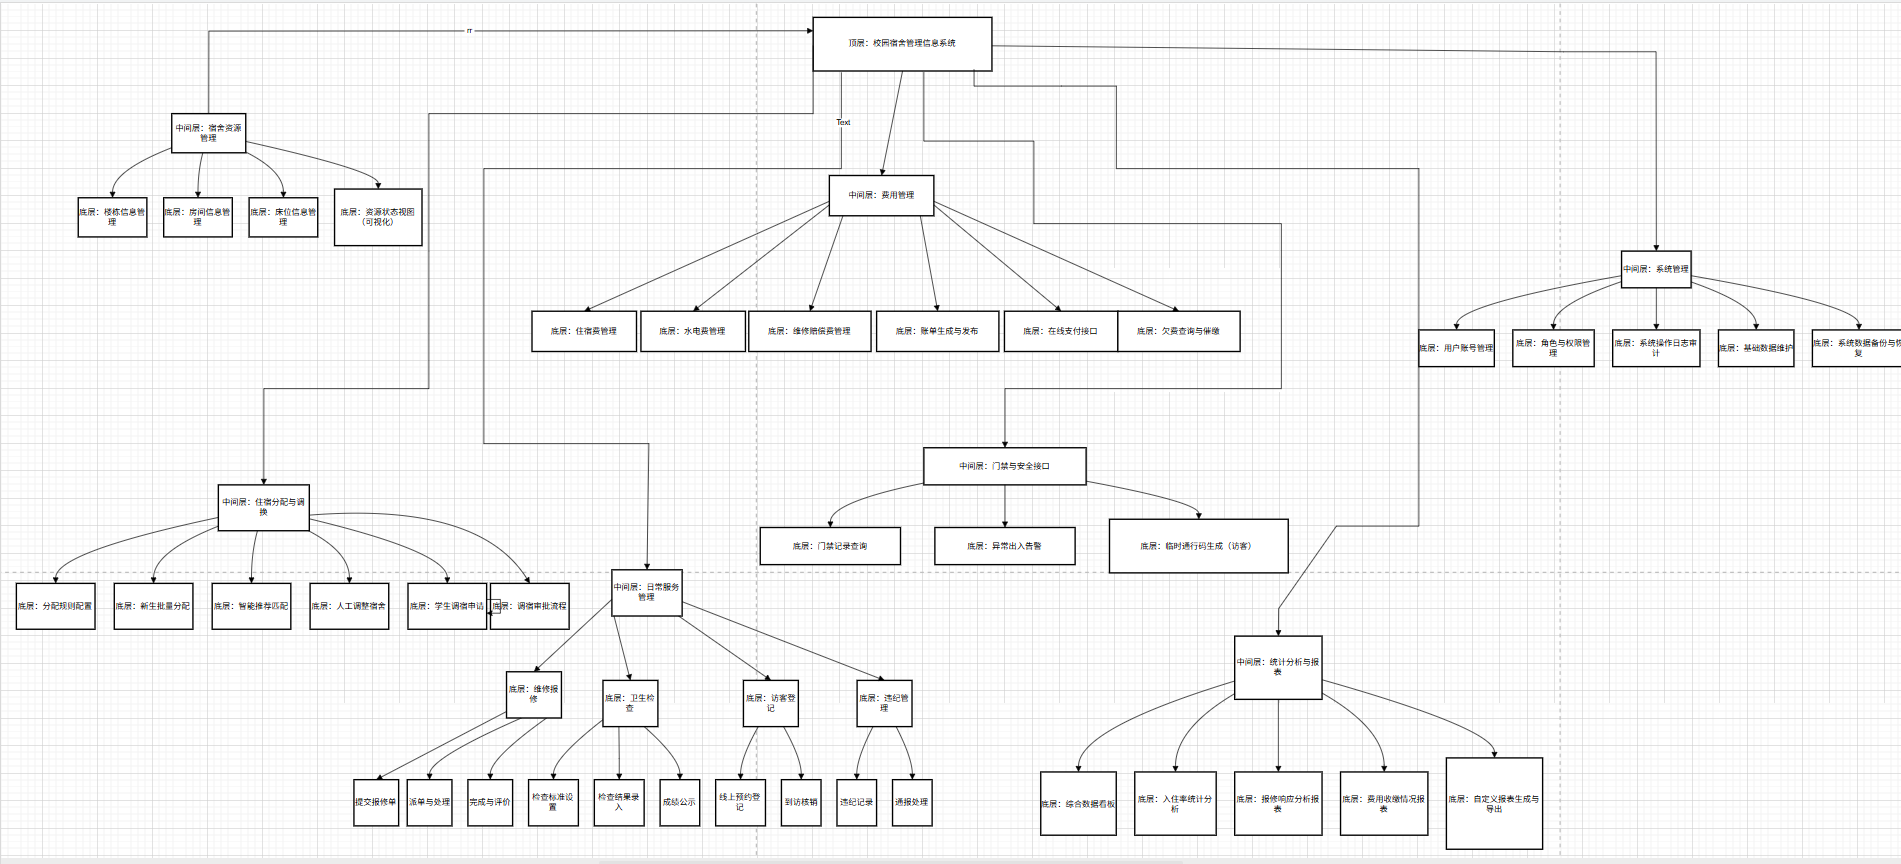 rr
顶层：校园宿舍管理信息系统
中间层：宿舍资源
管理
Text
底层：楼栋信息管
理
底层：房间信息管
理
底层：床位信息管
理
底层：资源状态视图
（可视化）
中间层：费用管理
中间层：系统管理
底层：住宿费管理
底层：水电费管理
底层：维修赔偿费管理
底层：账单生成与发布
底层：在线支付接口
底层：欠费查询与催缴
底层：用户账号管理
底层：角色与权限管
理
底层：系统操作日志审
计
底层：基础数据维护
底层：系统数据备份与恢
复
中间层：门禁与安全接口
中间层：住宿分配与调
换
底层：门禁记录查询
底层：异常出入告警
底层：临时通行码生成（访客）
底层：分配规则配置
底层：新生批量分配
底层：智能推荐匹配
底层：人工调整宿舍
底层：学生调宿申请
底层：调宿审批流程
中间层：日常服务
管理
中间层：统计分析与报
表
底层：维修报
修
底层：卫生检
查
底层：访客登
记
底层：违纪管
理
提交报修单
派单与处理
完成与评价
检查标准设
置
检查结果录
入
成绩公示
线上预约登
记
到访核销
违纪记录
通报处理
底层：综合数据看板
底层：入住率统计分
析
底层：报修响应分析报
表
底层：费用收缴情况报
表
底层：自定义报表生成与
导出